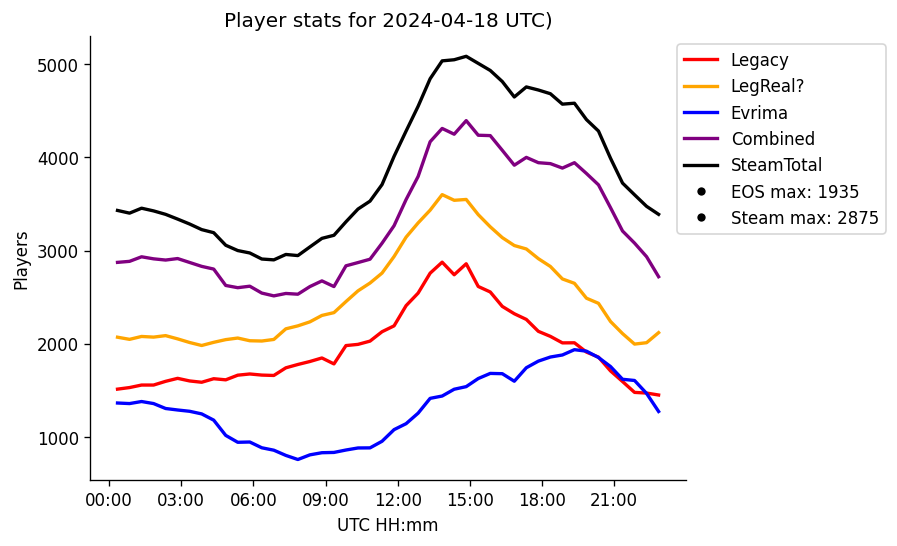 Player stats for 2024-04-18 UTC)
Legacy
LegReal?
Evrima
Combined
SteamTotal
EOS max: 1935
Steam max: 2875
Players
5000
4000
3000
2000
1000
00:00 03:00 06:00 09:00 12:00 15:00 18:00 21:00
UTC HH:mm